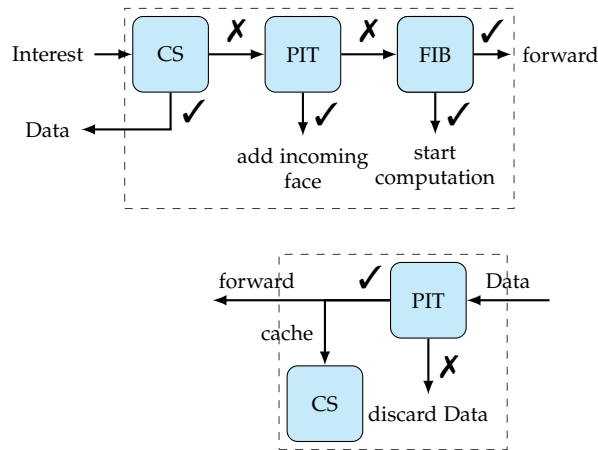 Interest
CS
✗
PIT
✗
FIB
✓
forward
Data
✓
✓
✓
add incoming
face
start
computation
forward
✓
PIT
Data
cache
✗
CS
discard Data